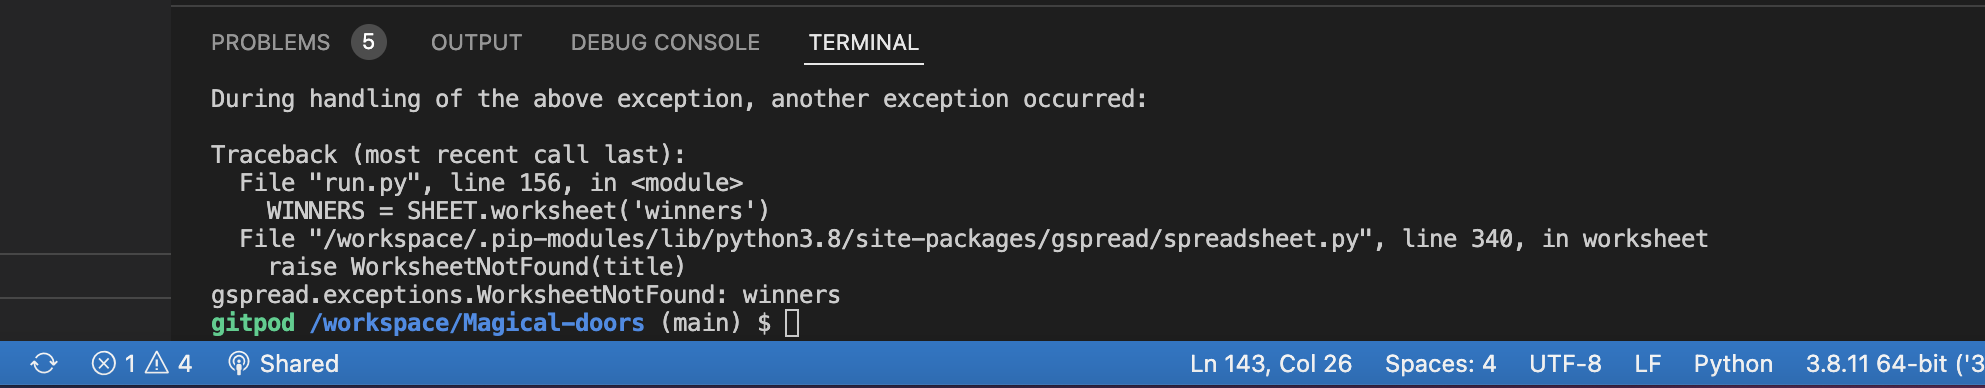 PROBLEMS 5 OUTPUT DEBUG CONSOLE TERMINAL
During handling of the above exception, another exception occurred:
Traceback (most recent call last):
File "run.py", line 156, in <module>
WINNERS = SHEET.worksheet('winners')
File "/workspace/.pip-modules/lib/python3.8/site-packages/gspread/spreadsheet.py", line 340, in worksheet
raise WorksheetNotFound(title)
gspread.exceptions.WorksheetNotFound: winners
gitpod /workspace/Magical-doors (main) $
1 4 Shared Ln 143, Col 26 Spaces: 4 UTF-8 LF Python 3.8.11 64-bit ('3